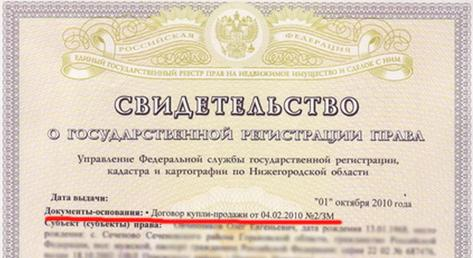 РОССИЙСКАЯ ФЕДЕРАЦИЯ
ЕДИНЫЙ ГОСУДАРСТВЕННЫЙ РЕЕСТР ПРАВ НА НЕДВИЖИМОЕ ИМУЩЕСТВО И СДЕЛОК С НИМ
СВИДЕТЕЛЬСТВО
О ГОСУДАРСТВЕННОЙ РЕГИСТРАЦИИ ПРАВА
Управление Федеральной службы государственной регистрации,
кадастра и картографии по Нижегородской области
Дата выдачи: "01" октября 2010 года
Документы-основания: • Договор купли-продажи от 04.02.2010 №2/ЗМ
Субъект (субъекты) права: